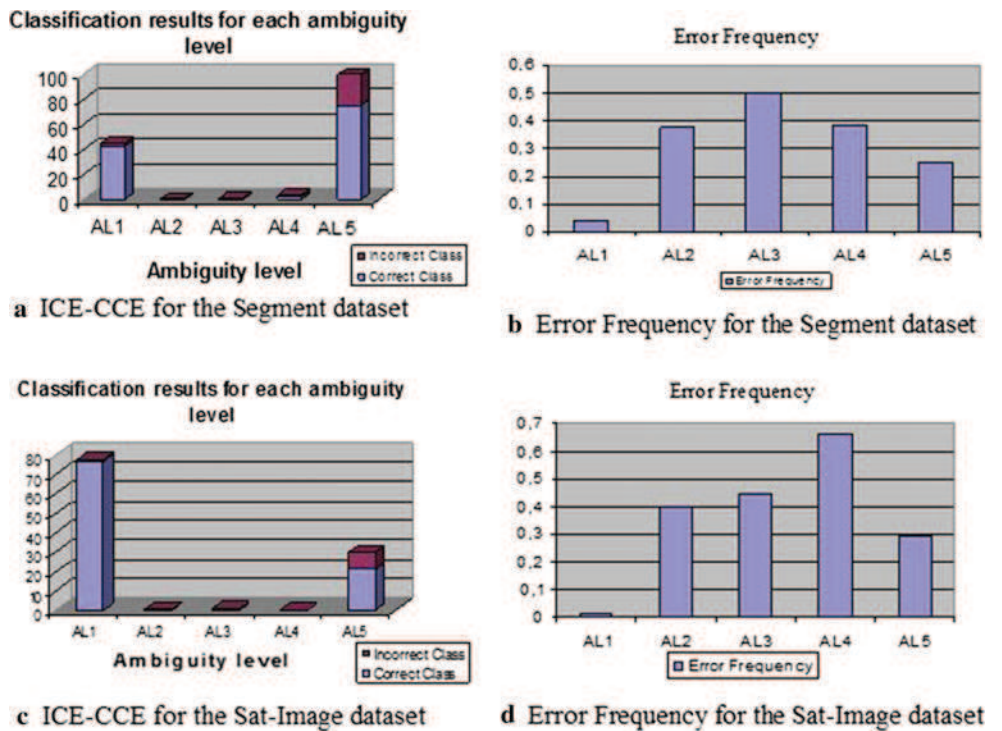 Classification results for each ambiguity
level
100
80
60
40
20
0
AL1 AL2 AL3 AL4 AL5
Incorrect Class
Correct Class
Ambiguity level
a ICE-CCE for the Segment dataset
Error Frequency
0,6
0,5
0,4
0,3
0,2
0,1
0
AL1 AL2 AL3 AL4 AL5
Error Frequency
b Error Frequency for the Segment dataset
Classification results for each ambiguity
level
80
70
60
50
40
30
20
10
0
AL1 AL2 AL3 AL4 AL5
Ambiguity level
Incorrect Class
Correct Class
c ICE-CCE for the Sat-Image dataset
Error Frequency
0,7
0,6
0,5
0,4
0,3
0,2
0,1
0
AL1 AL2 AL3 AL4 AL5
Error Frequency
d Error Frequency for the Sat-Image dataset